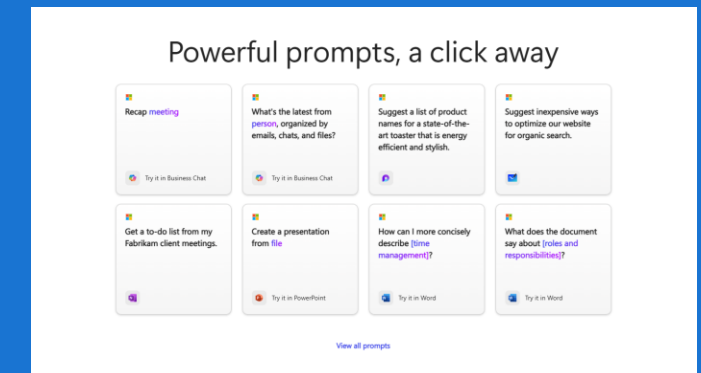 Powerful prompts, a click away
Recap meeting
Try it in Business Chat
What's the latest from
person, organized by
emails, chats, and files?
Try it in Business Chat
Suggest a list of product
names for a state-of-the-
art toaster that is energy
efficient and stylish.
Suggest inexpensive ways
to optimize our website
for organic search.
Get a to-do list from my
Fabrikam client meetings.
Create a presentation
from file
Try it in PowerPoint
How can I more concisely
describe [time
management]?
Try it in Word
What does the document
say about [roles and
responsibilities]?
Try it in Word
View all prompts